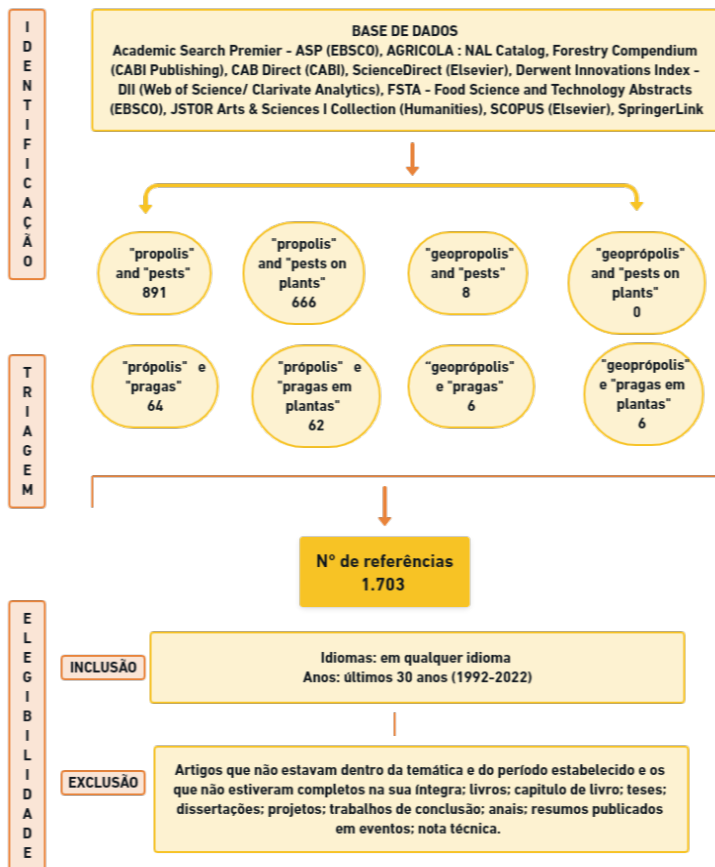 IDENTIFICAÇÃO
BASE DE DADOS
Academic Search Premier - ASP (EBSCO), AGRICOLA : NAL Catalog, Forestry Compendium
(CABI Publishing), CAB Direct (CABI), ScienceDirect (Elsevier), Derwent Innovations Index -
DII (Web of Science/ Clarivate Analytics), FSTA - Food Science and Technology Abstracts
(EBSCO), JSTOR Arts & Sciences I Collection (Humanities), SCOPUS (Elsevier), SpringerLink
"propolis"
and "pests"
891
"propolis"
and "pests on
plants"
666
"geopropolis"
and "pests"
8
"geoprópolis"
and "pests on
plants"
0
TRIAGEM
"própolis" e
"pragas"
64
"própolis" e
"pragas em
plantas"
62
"geoprópolis"
e "pragas"
6
"geoprópolis"
e "pragas em
plantas"
6
N° de referências
1.703
ELEGIBILIDADE
INCLUSÃO
Idiomas: em qualquer idioma
Anos: últimos 30 anos (1992-2022)
EXCLUSÃO
Artigos que não estavam dentro da temática e do período estabelecido e os
que não estiveram completos na sua íntegra; livros; capitulo de livro; teses;
dissertações; projetos; trabalhos de conclusão; anais; resumos publicados
em eventos; nota técnica.